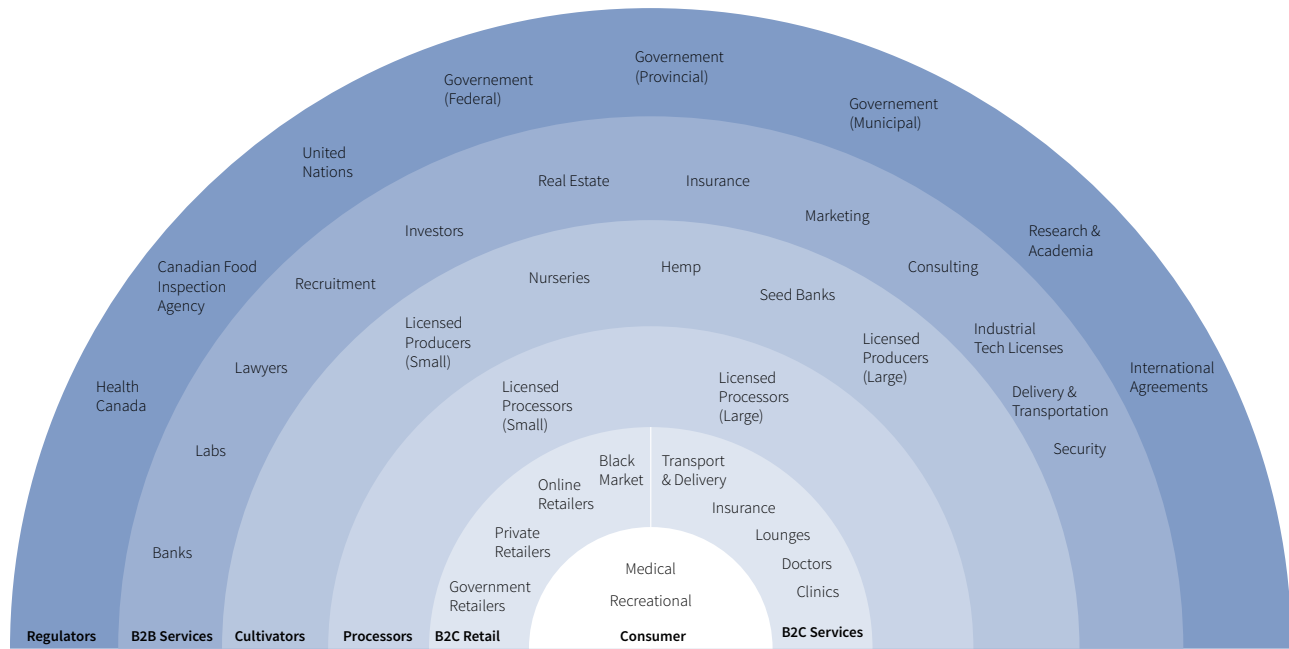 Governement
(Provincial)
Governement
(Federal)
Governement
(Municipal)
United
Nations
Research &
Academia
Canadian Food
Inspection
Agency
International
Agreements
Health
Canada
Real Estate
Insurance
Marketing
Investors
Consulting
Recruitment
Industrial
Tech Licenses
Lawyers
Delivery &
Transportation
Labs
Security
Banks
Nurseries
Hemp
Seed Banks
Licensed
Producers
(Small)
Licensed
Producers
(Large)
Licensed
Processors
(Small)
Licensed
Processors
(Large)
Black
Market
Online
Retailers
Private
Retailers
Government
Retailers
Transport
& Delivery
Insurance
Lounges
Doctors
Clinics
Medical
Recreational
Regulators
B2B Services
Cultivators
Processors
B2C Retail
Consumer
B2C Services